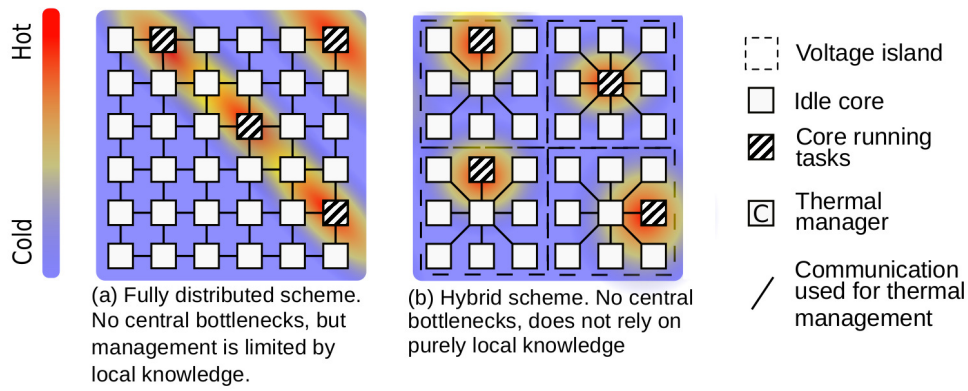 Hot
Cold
(a) Fully distributed scheme.
No central bottlenecks, but
management is limited by
local knowledge.
(b) Hybrid scheme. No central
bottlenecks, does not rely on
purely local knowledge
Voltage island
Idle core
Core running
tasks
C
Thermal
manager
Communication
used for thermal
management